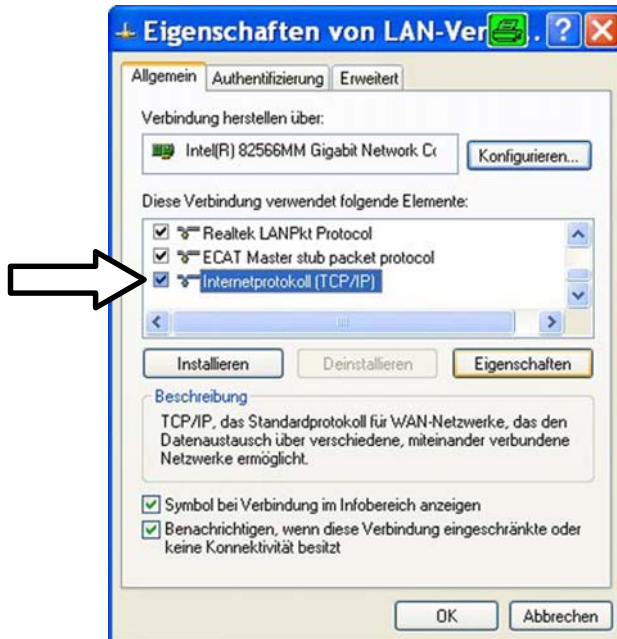 Eigenschaften von LAN-Ver...
Allgemein Authentifizierung Erweitert
Verbindung herstellen über:
Intel(R) 82566MM Gigabit Network Cc Konfigurieren...
Diese Verbindung verwendet folgende Elemente:
Realtek LANPkt Protocol
ECAT Master stub packet protocol
Internetprotokoll (TCP/IP)
Installieren Deinstallieren Eigenschaften
Beschreibung
TCP/IP, das Standardprotokoll für WAN-Netzwerke, das den
Datenaustausch über verschiedene, miteinander verbundene
Netzwerke ermöglicht.
Symbol bei Verbindung im Infobereich anzeigen
Benachrichtigen, wenn diese Verbindung eingeschränkte oder
keine Konnektivität besitzt
OK Abbrechen